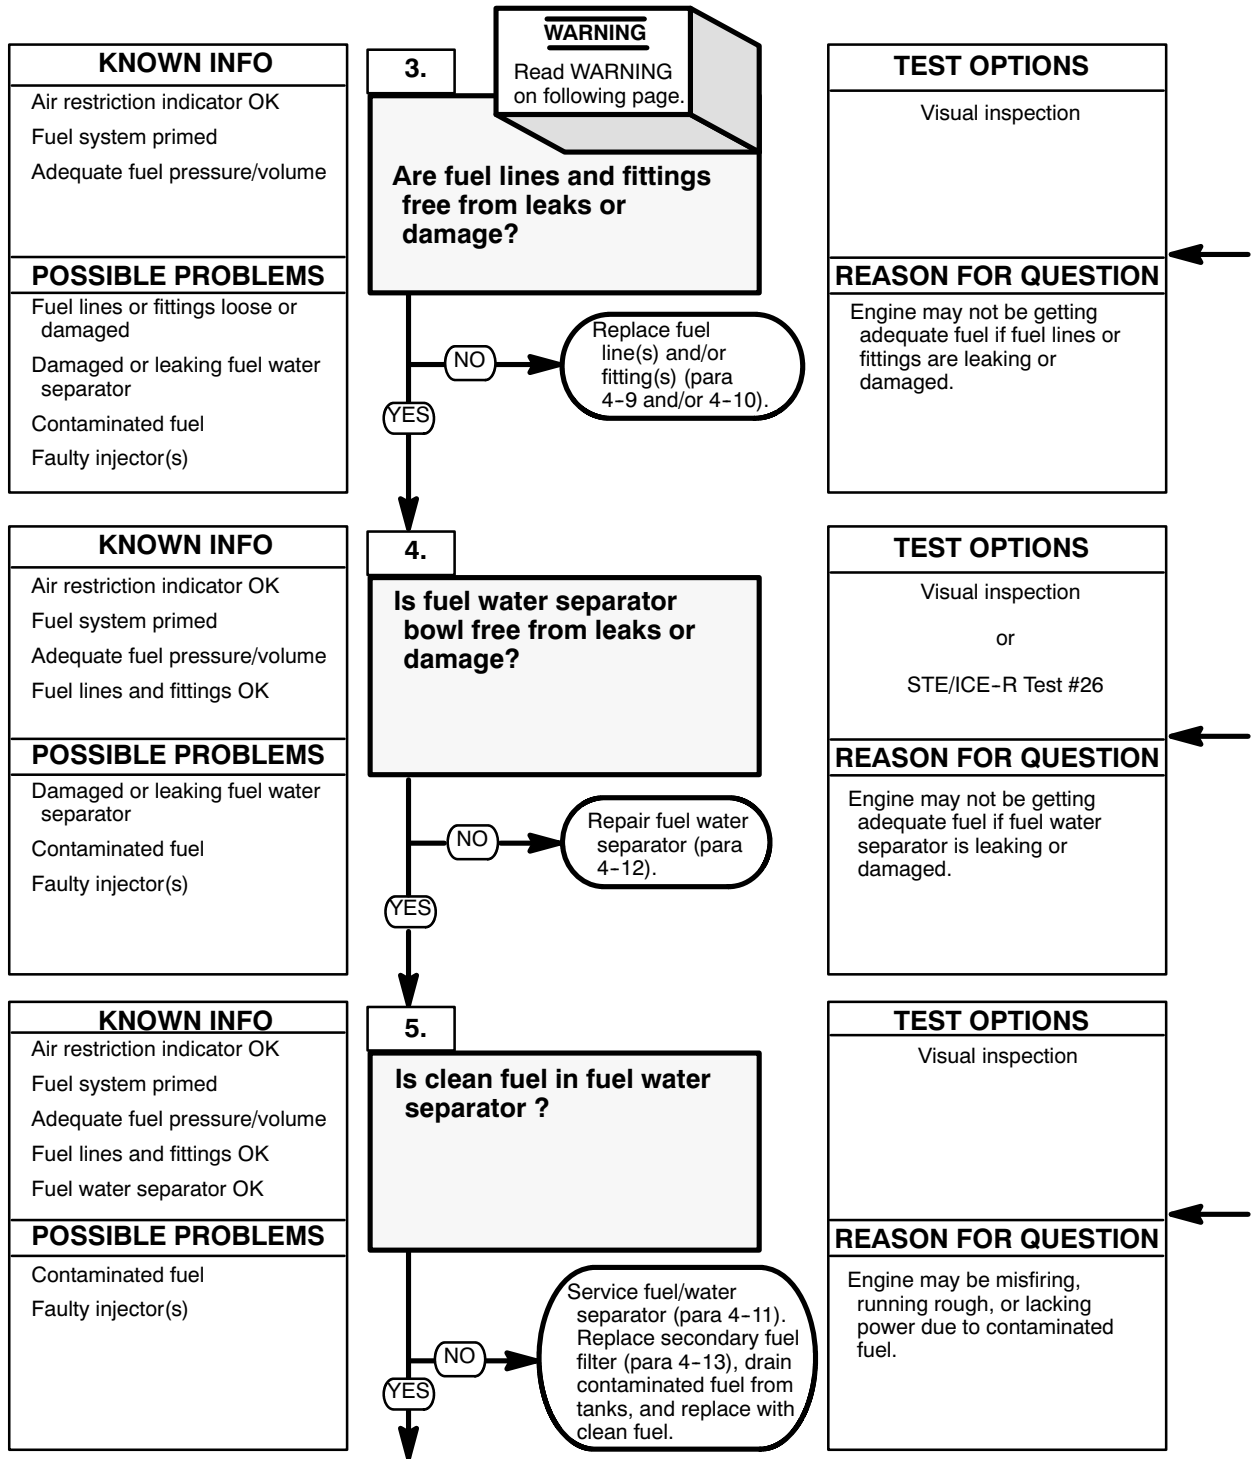 KNOWN INFO
Air restriction indicator OK
Fuel system primed
Adequate fuel pressure/volume
POSSIBLE PROBLEMS
Fuel lines or fittings loose or
damaged
Damaged or leaking fuel water
separator
Contaminated fuel
Faulty injector(s)
3.
WARNING
Read WARNING
on following page.
Are fuel lines and fittings
free from leaks or
damage?
NO
Replace fuel
line(s) and/or
fitting(s) (para
4-9 and/or 4-10).
YES
TEST OPTIONS
Visual inspection
REASON FOR QUESTION
Engine may not be getting
adequate fuel if fuel lines or
fittings are leaking or
damaged.
KNOWN INFO
Air restriction indicator OK
Fuel system primed
Adequate fuel pressure/volume
Fuel lines and fittings OK
POSSIBLE PROBLEMS
Damaged or leaking fuel water
separator
Contaminated fuel
Faulty injector(s)
4.
Is fuel water separator
bowl free from leaks or
damage?
NO
Repair fuel water
separator (para
4-12).
YES
TEST OPTIONS
Visual inspection
or
STE/ICE-R Test #26
REASON FOR QUESTION
Engine may not be getting
adequate fuel if fuel water
separator is leaking or
damaged.
KNOWN INFO
Air restriction indicator OK
Fuel system primed
Adequate fuel pressure/volume
Fuel lines and fittings OK
Fuel water separator OK
POSSIBLE PROBLEMS
Contaminated fuel
Faulty injector(s)
5.
Is clean fuel in fuel water
separator ?
NO
Service fuel/water
separator (para 4-11).
Replace secondary fuel
filter (para 4-13), drain
contaminated fuel from
tanks, and replace with
clean fuel.
YES
TEST OPTIONS
Visual inspection
REASON FOR QUESTION
Engine may be misfiring,
running rough, or lacking
power due to contaminated
fuel.